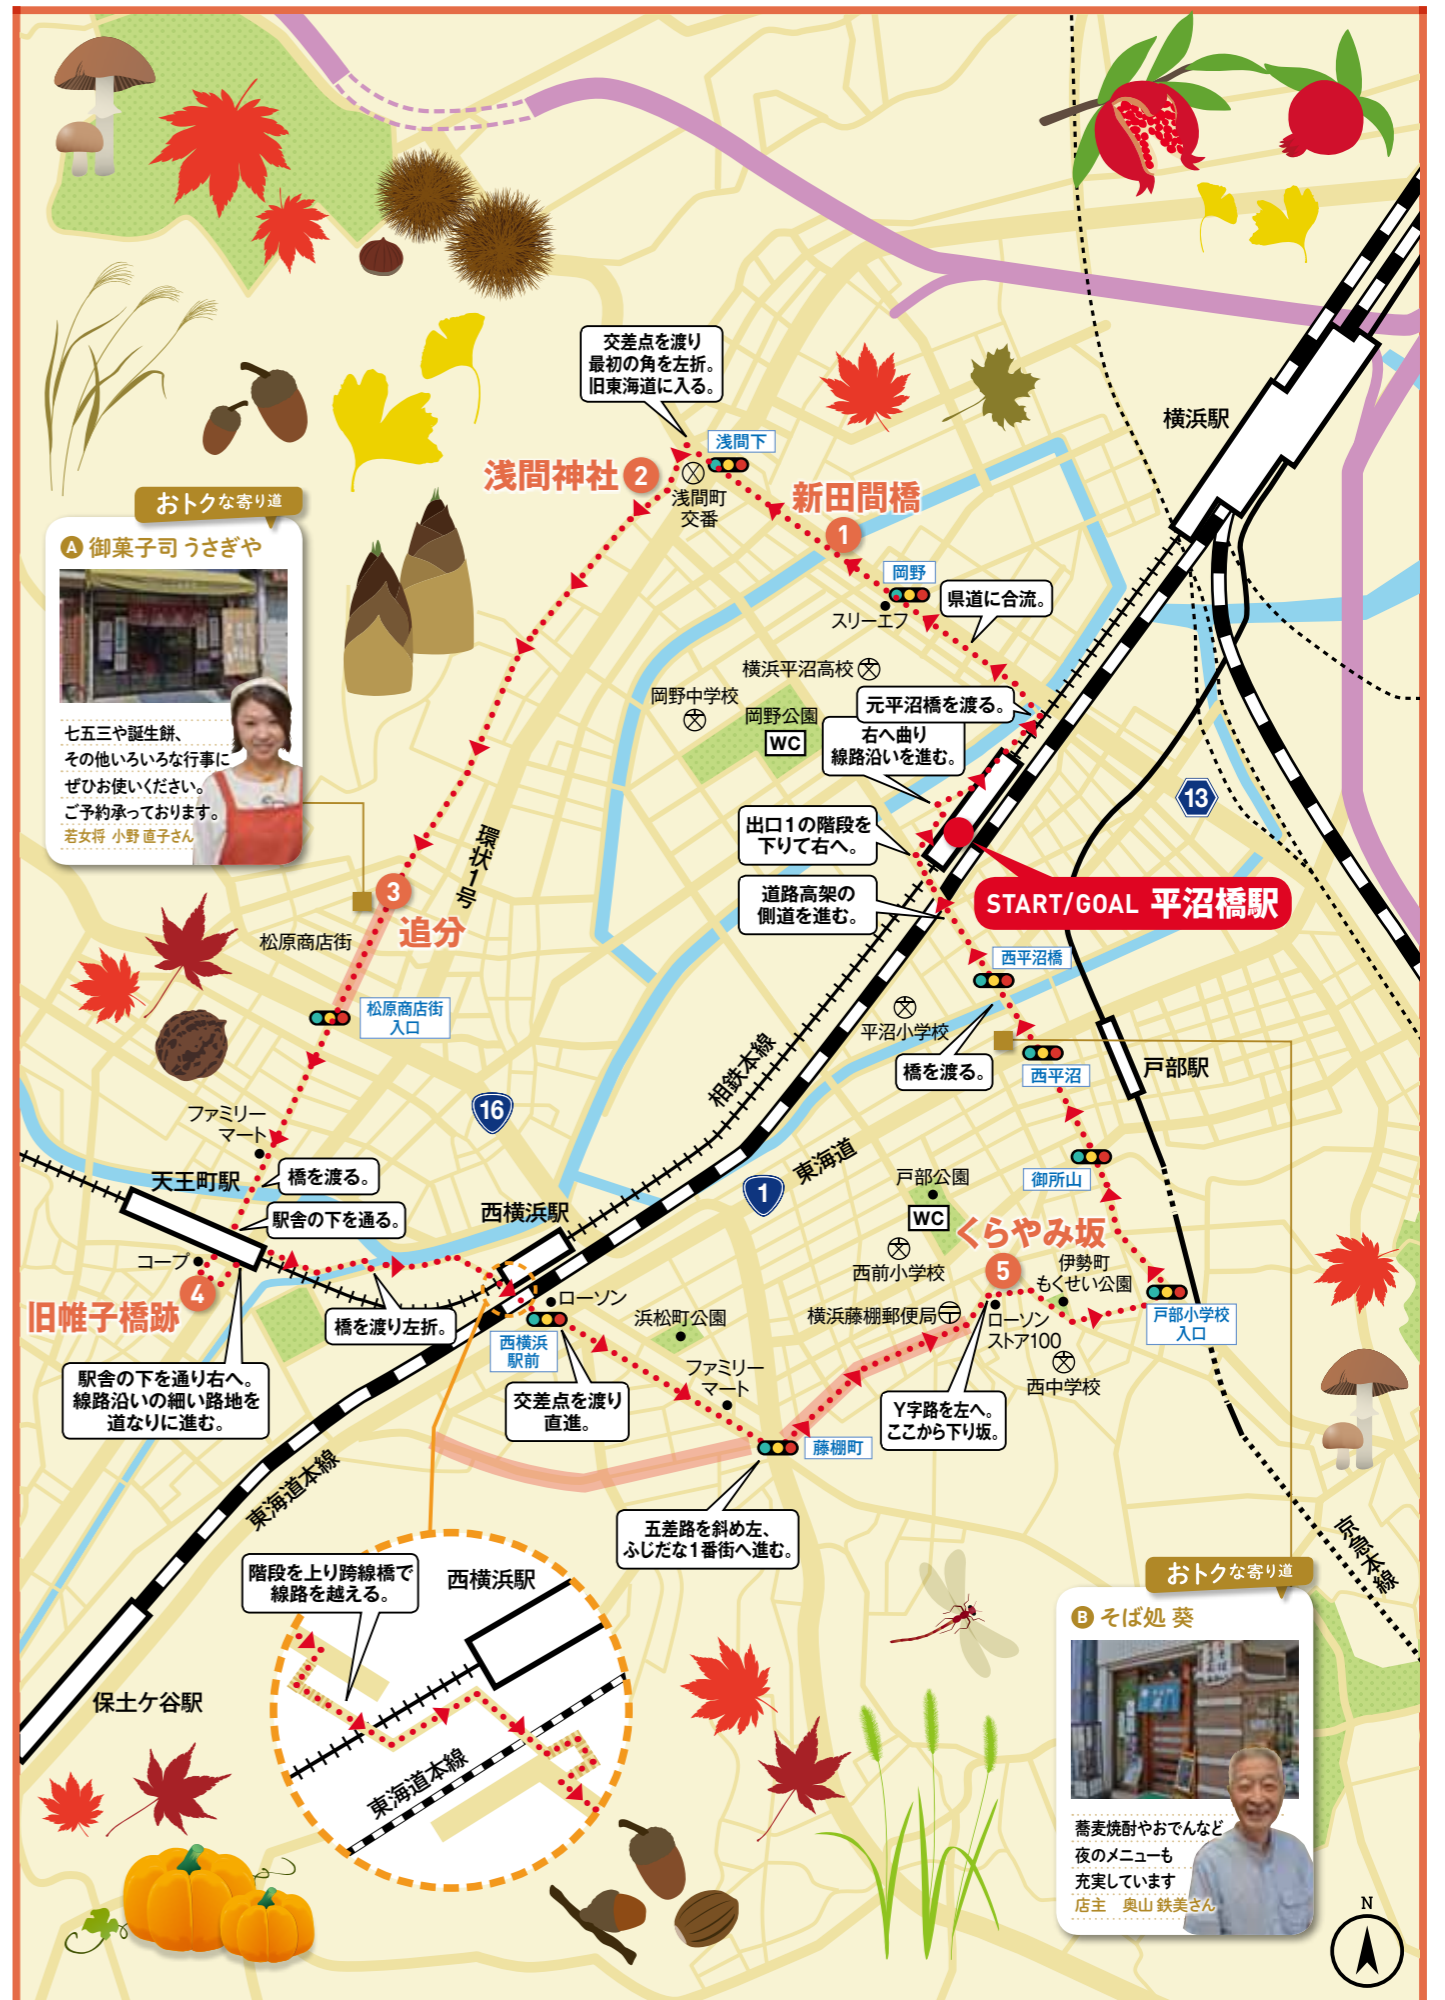 交差点を渡り
最初の角を左折。
旧東海道に入る。
浅間下
浅間神社 2
浅間町
交番
新田間橋
1
横浜駅
岡野
スリーエフ
県道に合流。
横浜平沼高校
岡野中学校
岡野公園
WC
元平沼橋を渡る。
右へ曲り
線路沿いを進む。
出口1の階段を
下りて右へ。
道路高架の
側道を進む。
13
START/GOAL 平沼橋駅
おトクな寄り道
A 御菓子司 うさぎや
七五三や誕生餅、
その他いろいろな行事に
ぜひお使いください。
ご予約承っております。
若女将 小野 直子さん
環状1号
3
追分
松原商店街
松原商店街
入口
西平沼橋
平沼小学校
橋を渡る。
西平沼
戸部駅
相鉄本線
16
ファミリー
マート
天王町駅
橋を渡る。
駅舎の下を通る。
コープ
4
旧帷子橋跡
駅舎の下を通り右へ。
線路沿いの細い路地を
道なりに進む。
橋を渡り左折。
西横浜駅
1
東海道
御所山
戸部公園
WC
くらやみ坂
5
西前小学校
伊勢町
もくせい公園
横浜藤棚郵便局
ローソン
ストア100
戸部小学校
入口
西中学校
ローソン
西横浜
駅前
浜松町公園
ファミリー
マート
交差点を渡り
直進。
Y字路を左へ。
ここから下り坂。
藤棚町
五差路を斜め左、
ふじだな1番街へ進む。
東海道本線
京急本線
階段を上り跨線橋で
線路を越える。
西横浜駅
東海道本線
保土ケ谷駅
おトクな寄り道
B そば処 葵
蕎麦焼酎やおでんなど
夜のメニューも
充実しています
店主 奥山 鉄美さん
N